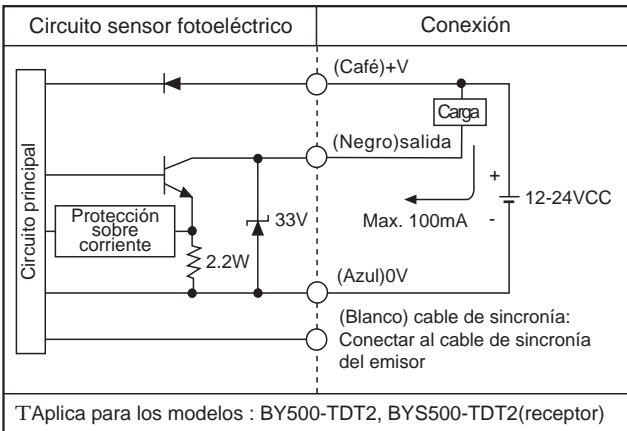 Circuito sensor fotoeléctrico
Conexión
(Café)+V
Carga
(Negro)salida
Circuito principal
Protección
sobre
corriente
33V
Max. 100mA
+
12-24VCC
-
2.2W
(Azul)0V
(Blanco) cable de sincronía:
Conectar al cable de sincronía
del emisor
TAplica para los modelos : BY500-TDT2, BYS500-TDT2(receptor)